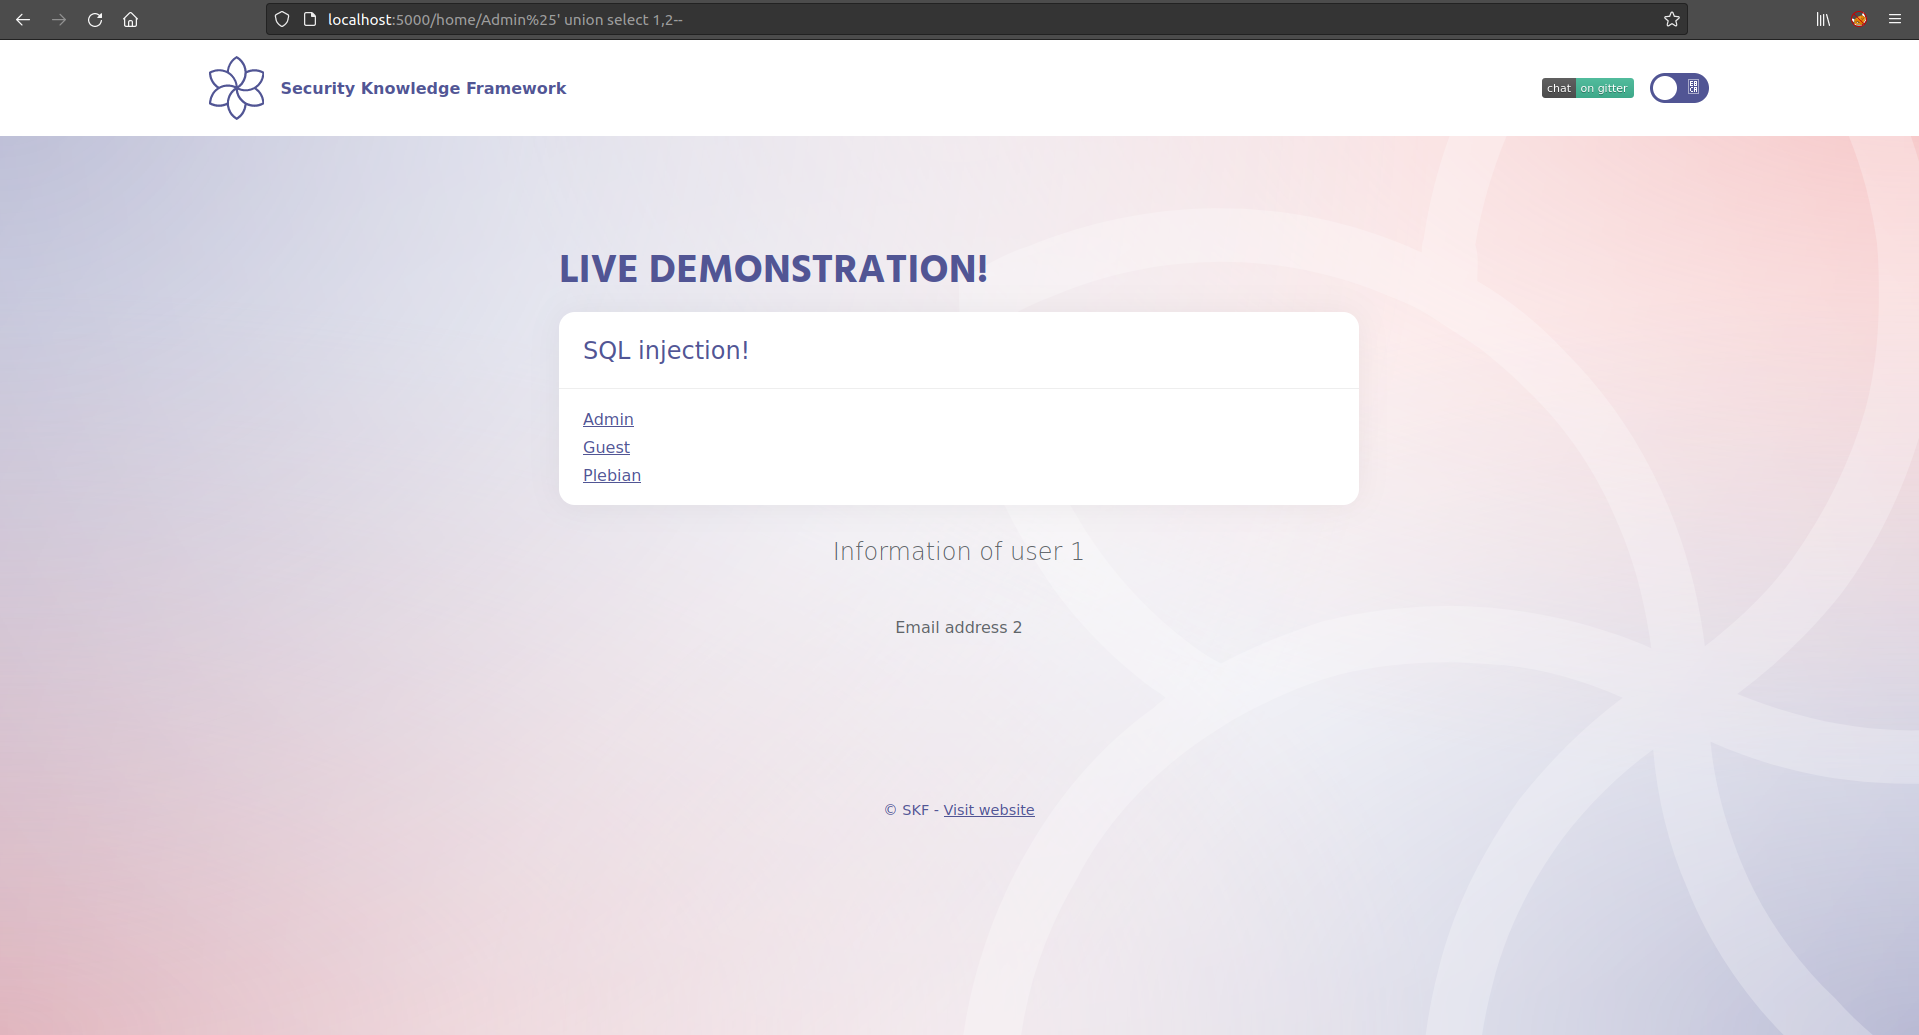 localhost:5000/home/Admin%25' union select 1,2--
Security Knowledge Framework
chat on gitter
LIVE DEMONSTRATION!
SQL injection!
Admin
Guest
Plebian
Information of user 1
Email address 2
© SKF - Visit website